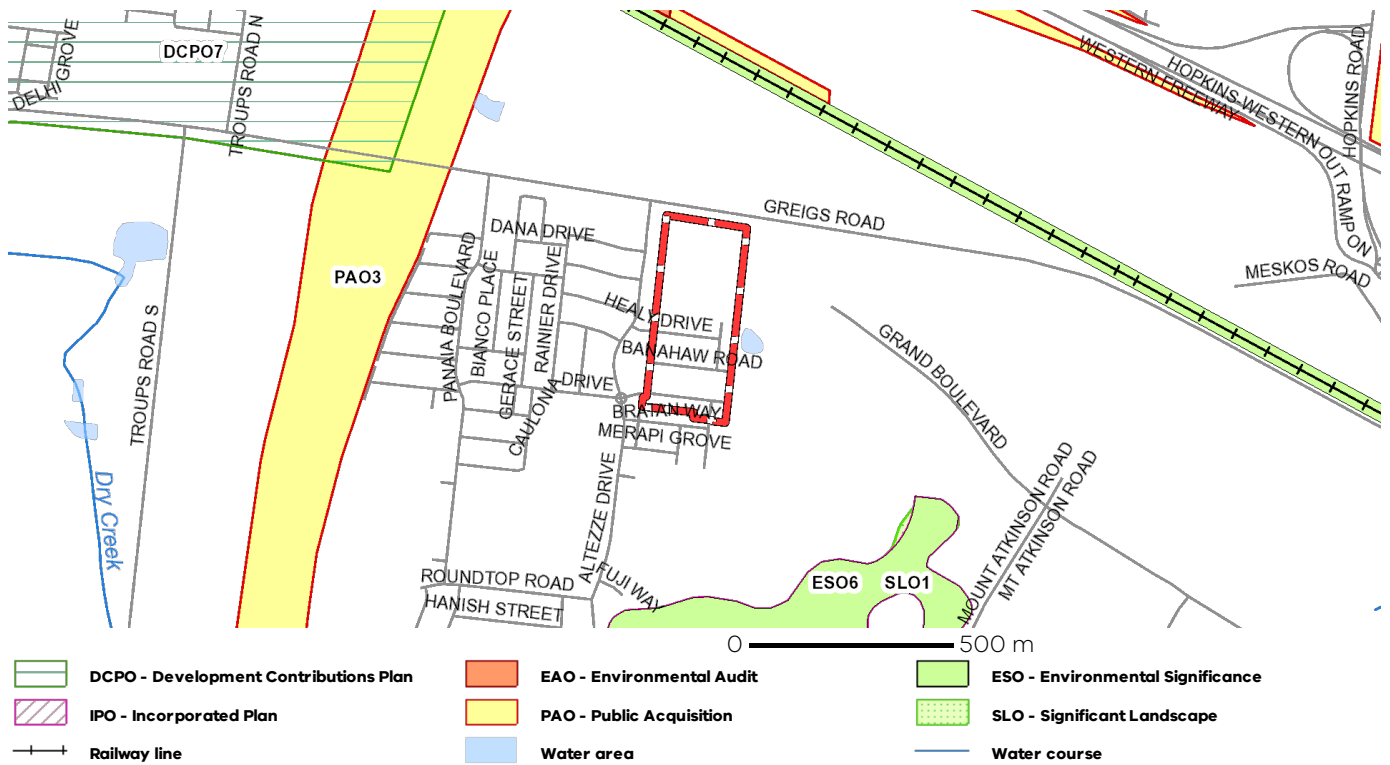 DELHI
GROVE
DCPO7
TROUPS ROAD N
WESTERN FREEWAY
HOPKINS-WESTERN OUT RAMP ON
HOPKINS ROAD
GREIGS ROAD
MESKOS ROAD
DANA DRIVE
PAO3
PANAIA BOULEVARD
BIANCO PLACE
GERACE STREET
RAINIER DRIVE
HEALY DRIVE
BANAHAW ROAD
GRAND BOULEVARD
TROUPS ROAD S
CAULONIA DRIVE
WAY
MERAPI GROVE
Dry Creek
ALTEZZE DRIVE
MOUNT ATKINSON ROAD
MT ATKINSON ROAD
ROUNDTOP ROAD
FUJI WAY
HANISH STREET
ESO6
SLO1
0 500 m
DCPO - Development Contributions Plan
EAO - Environmental Audit
ESO - Environmental Significance
IPO - Incorporated Plan
PAO - Public Acquisition
SLO - Significant Landscape
Railway line
Water area
Water course